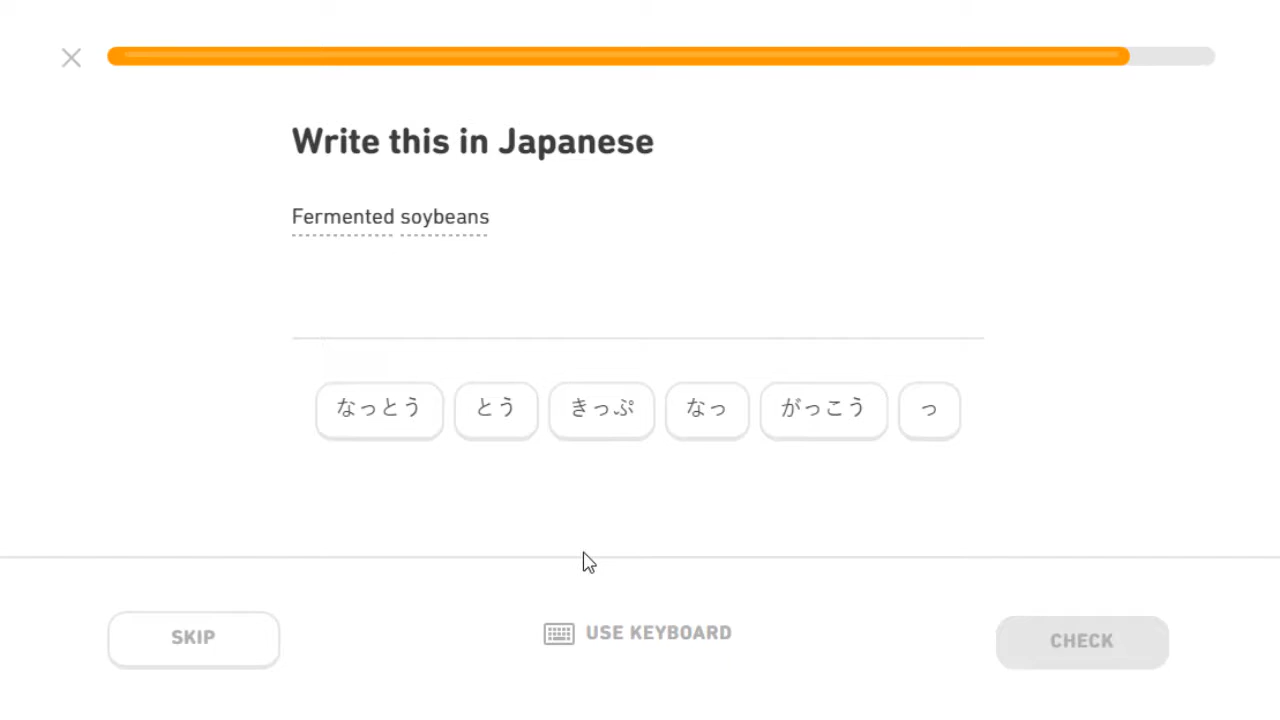 Write this in Japanese
Fermented soybeans
なっとう とう きっぷ なっ がっこう っ
SKIP USE KEYBOARD CHECK